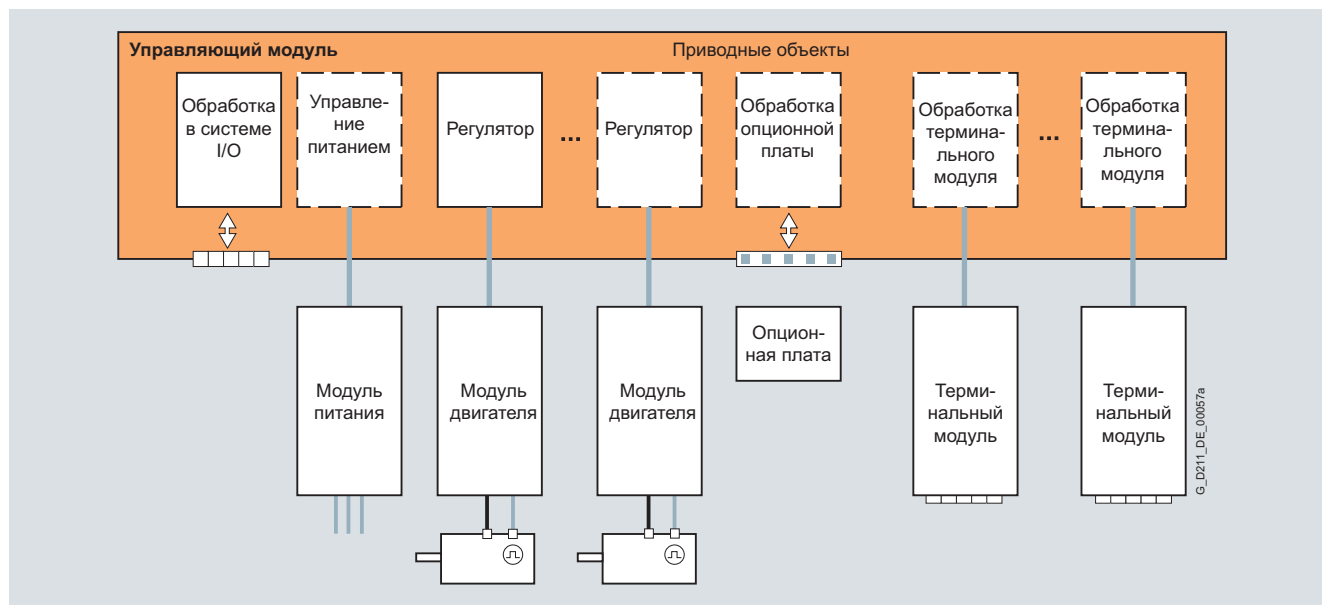 Управляющий модуль
Приводные объекты
Обработка
в системе
I/O
Управле-
ние
питанием
Регулятор
...
Регулятор
Обработка
опционной
платы
Обработка
термина-
льного
модуля
...
Обработка
термина-
льного
модуля
Модуль
питания
Модуль
двигателя
Модуль
двигателя
Опцион-
ная плата
Терми-
нальный
модуль
Терми-
нальный
модуль
G_D211_DE_00057a